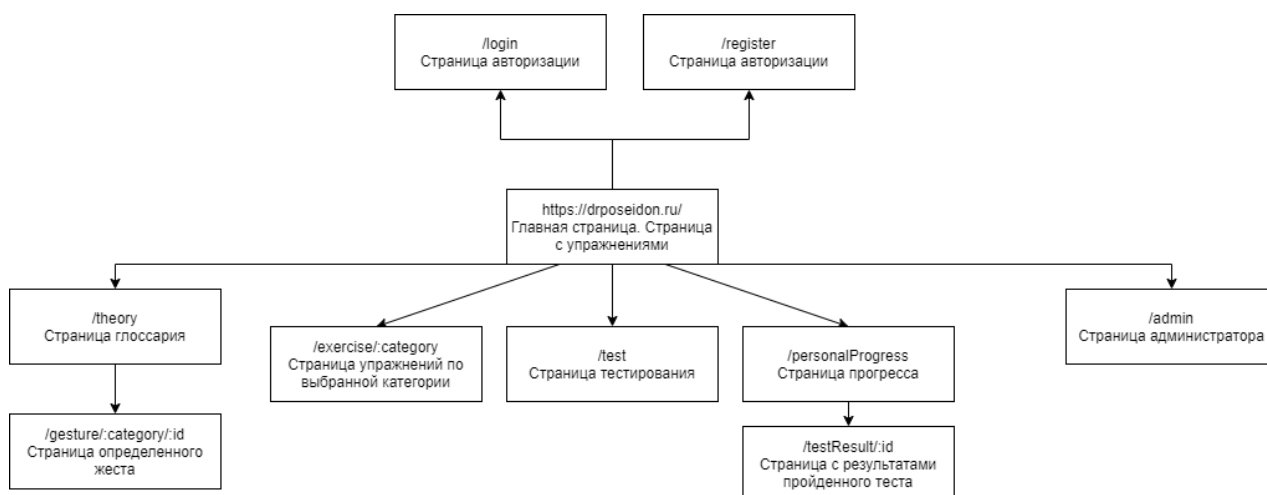 /login
Страница авторизации
/register
Страница авторизации
https://drposeidon.ru/
Главная страница. Страница
с упражнениями
/theory
Страница глоссария
/exercise/:category
Страница упражнений по
выбранной категории
/test
Страница тестирования
/personalProgress
Страница прогресса
/admin
Страница администратора
/gesture/:category/:id
Страница определенного
жеста
/testResult/:id
Страница с результатами
пройденного теста